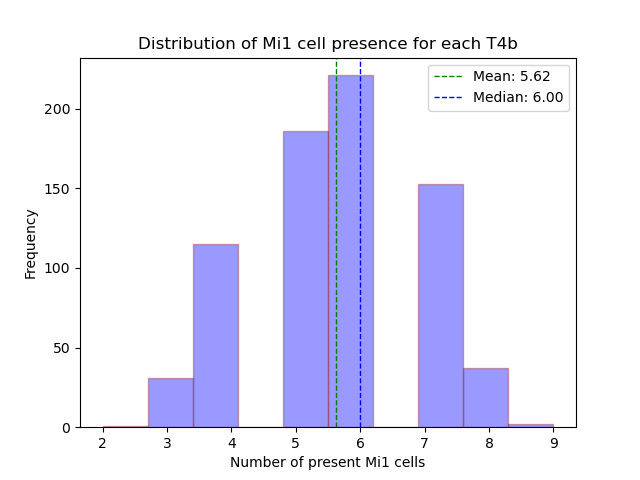 Distribution of Mi1 cell presence for each T4b
Mean: 5.62
Median: 6.00
Frequency
200
150
100
50
0
2 3 4 5 6 7 8 9
Number of present Mi1 cells